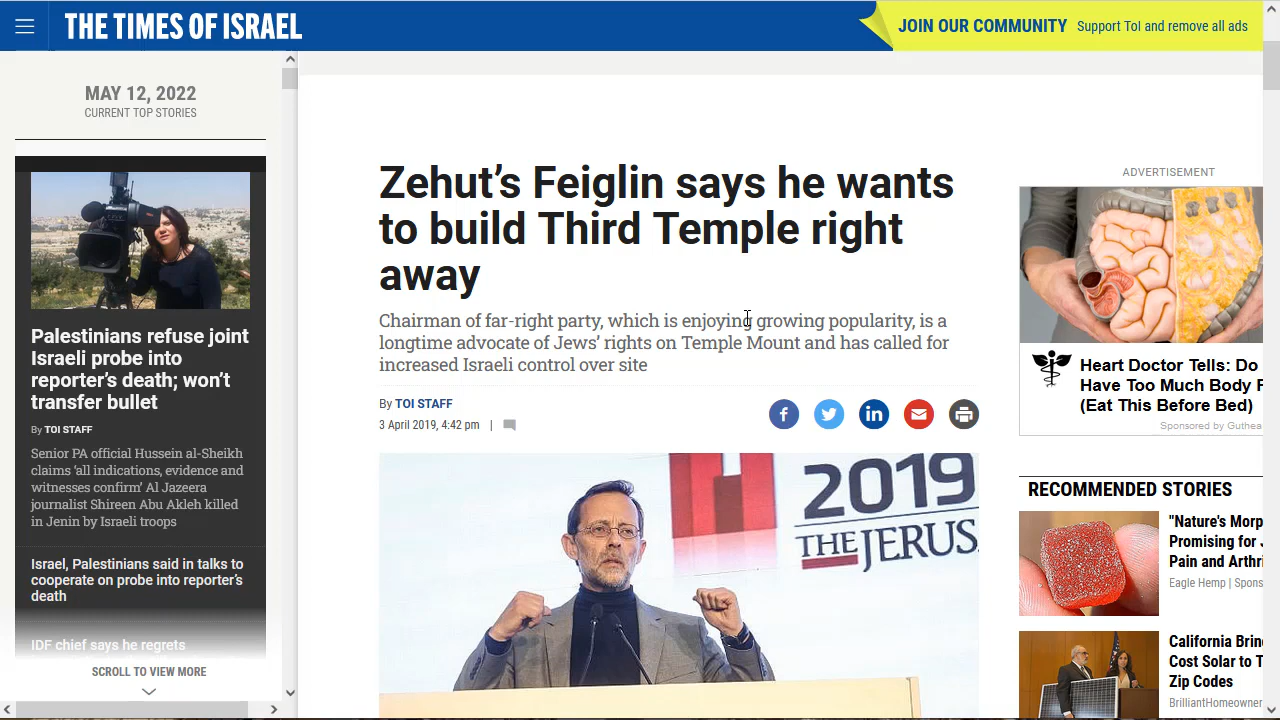 THE TIMES OF ISRAEL
JOIN OUR COMMUNITY Support ToI and remove all ads
MAY 12, 2022
CURRENT TOP STORIES
Palestinians refuse joint
Israeli probe into
reporter's death; won't
transfer bullet
By TOI STAFF
Senior PA official Hussein al-Sheikh
claims 'all indications, evidence and
witnesses confirm' Al Jazeera
journalist Shireen Abu Akleh killed
in Jenin by Israeli troops
Israel, Palestinians said in talks to
cooperate on probe into reporter's
death
IDF chief says he regrets
SCROLL TO VIEW MORE
Zehut's Feiglin says he wants
to build Third Temple right
away
Chairman of far-right party, which is enjoying growing popularity, is a
longtime advocate of Jews' rights on Temple Mount and has called for
increased Israeli control over site
By TOI STAFF
3 April 2019, 4:42 pm |
2019
THE JERUS
ADVERTISEMENT
Heart Doctor Tells: Do
Have Too Much Body F
(Eat This Before Bed)
Sponsored by Guthea
RECOMMENDED STORIES
"Nature's Morp
Promising for
Pain and Arthri
Eagle Hemp | Spons
California Brin
Cost Solar to T
Zip Codes
BrilliantHomeowner